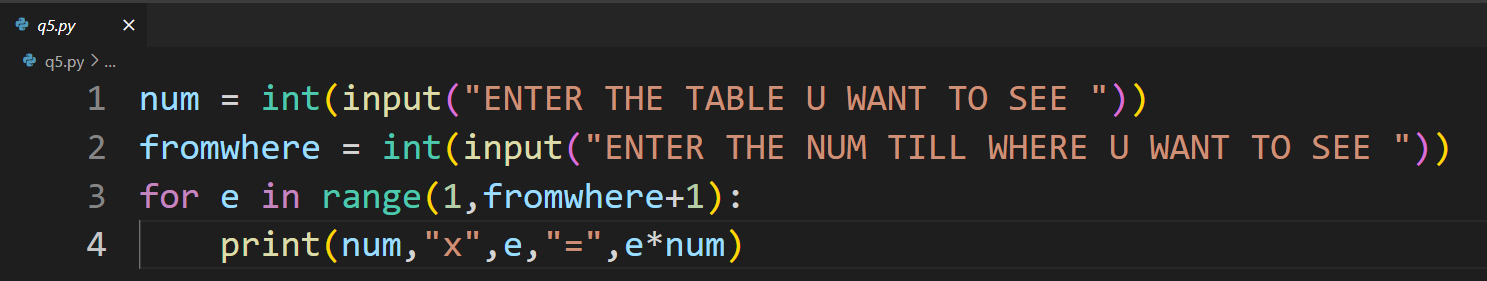 q5.py ×
q5.py > ...
1 num = int(input("ENTER THE TABLE U WANT TO SEE "))
2 fromwhere = int(input("ENTER THE NUM TILL WHERE U WANT TO SEE "))
3 for e in range(1,fromwhere+1):
4     print(num,"x",e,"=",e*num)